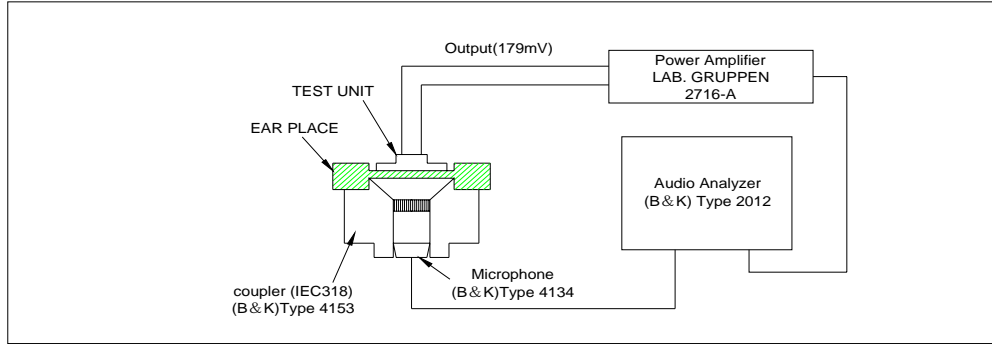 Output(179mV)
Power Amplifier
LAB. GRUPPEN
2716-A
TEST UNIT
EAR PLACE
Audio Analyzer
(B&K) Type 2012
Microphone
(B&K)Type 4134
coupler (IEC318)
(B&K)Type 4153